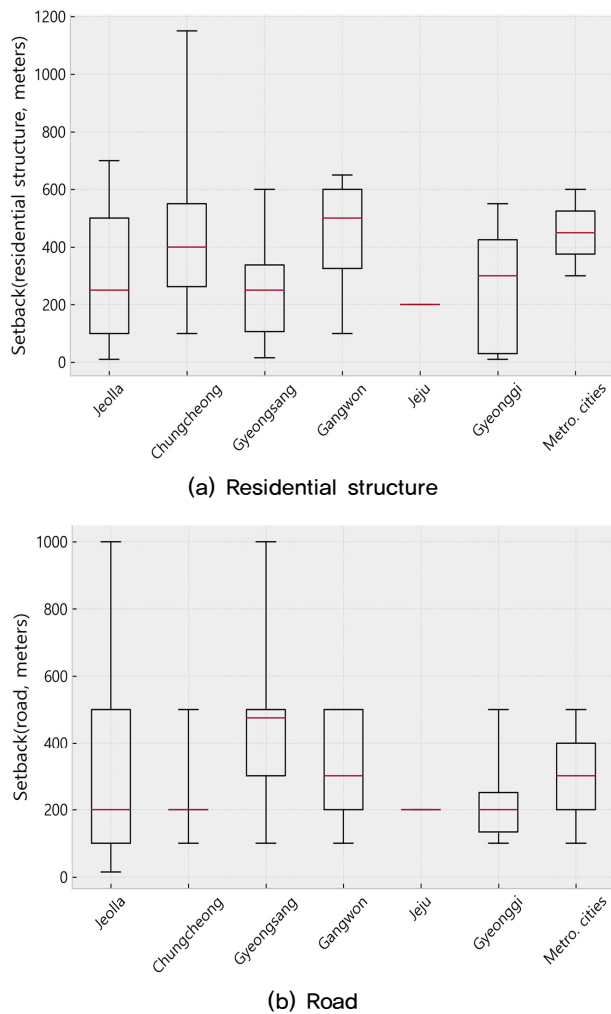 1200
1000
800
600
400
200
0
Setback(residential structure, meters)
Jeolla
Chungcheong
Gyeongsang
Gangwon
Jeju
Gyeonggi
Metro. cities
(a) Residential structure
1000
800
600
400
200
0
Setback(road, meters)
Jeolla
Chungcheong
Gyeongsang
Gangwon
Jeju
Gyeonggi
Metro. cities
(b) Road